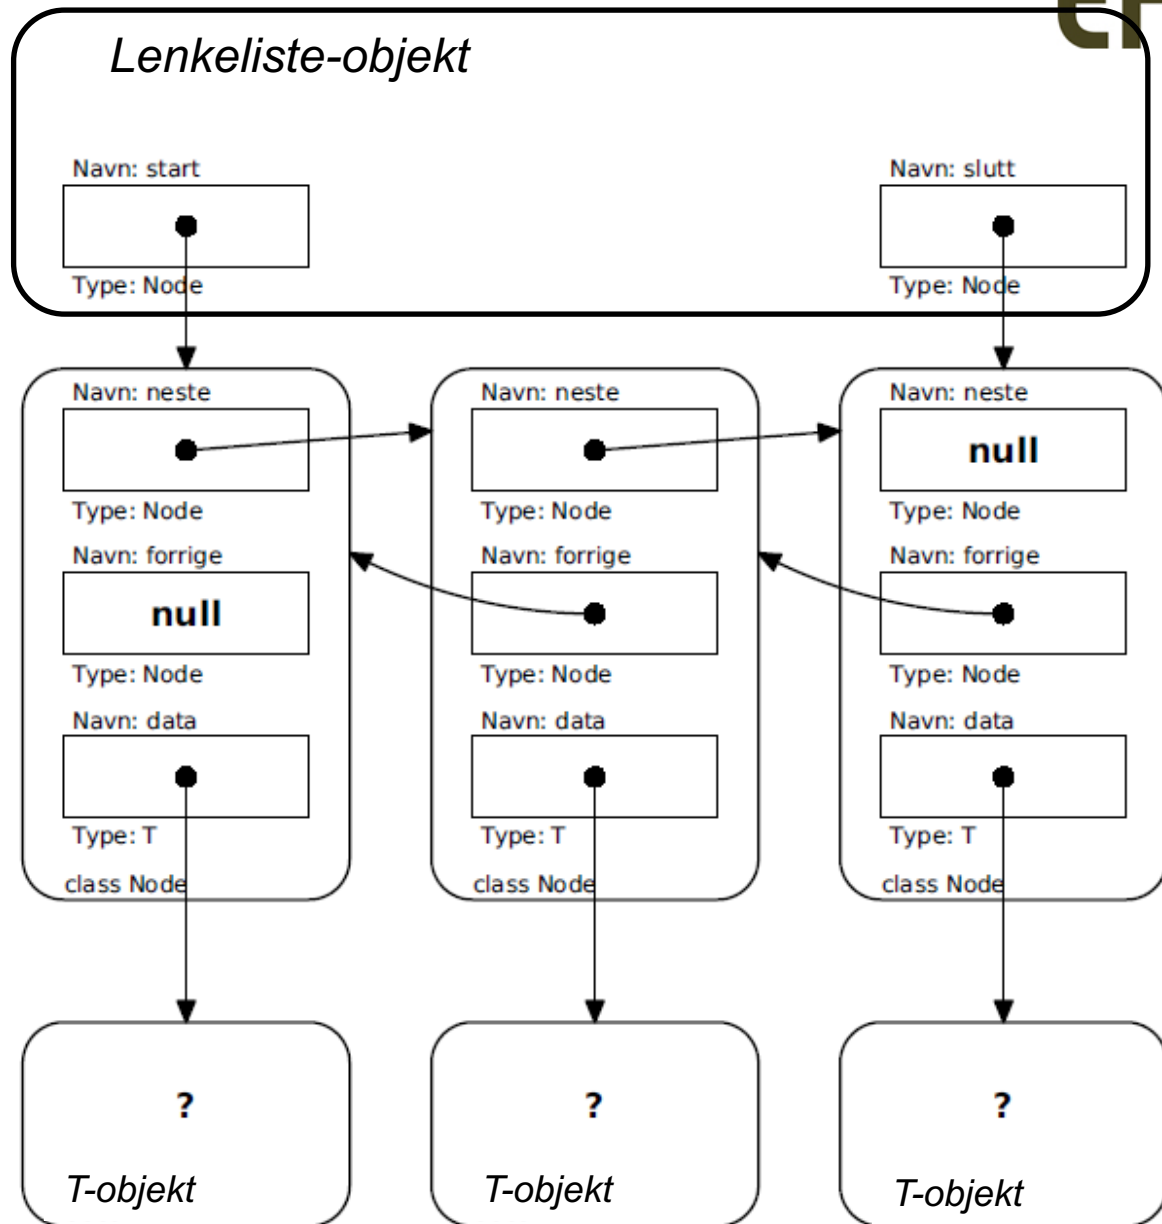 Lenkeliste-objekt
Navn: start
Navn: slutt
Type: Node
Type: Node
Navn: neste
Navn: neste
Navn: neste
null
Type: Node
Type: Node
Type: Node
Navn: forrige
Navn: forrige
Navn: forrige
null
Type: Node
Type: Node
Type: Node
Navn: data
Navn: data
Navn: data
Type: T
Type: T
Type: T
class Node
class Node
class Node
?
?
?
T-objekt
T-objekt
T-objekt